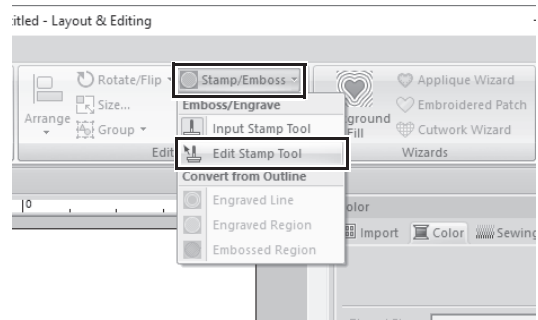 titled - Layout & Editing
Rotate/Flip
Stamp/Emboss
Applique Wizard
Size...
Emboss/Engrave
Embroidered Patch
Arrange
Group
Input Stamp Tool
ground
Fill
Cutwork Wizard
Edit
Edit Stamp Tool
Wizards
Convert from Outline
0
Engraved Line
olor
Engraved Region
Import
Color
Sewing
Embossed Region